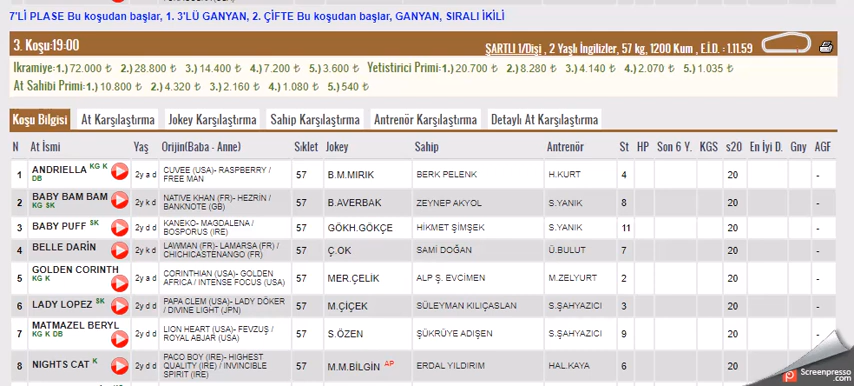 7'Lİ PLASE Bu koşudan başlar, 1. 3'LÜ GANYAN, 2. ÇİFTE Bu koşudan başlar, GANYAN, SIRALI İKİLİ
3. Koşu:19:00 ŞARTLI 1/Dişi , 2 Yaşlı İngilizler, 57 kg, 1200 Kum , E.İ.D. : 1.11.59
Ikramiye:1.) 72.000 ₺ 2.) 28.800 ₺ 3.) 14.400 ₺ 4.) 7.200 ₺ 5.) 3.600 ₺ Yetistirici Primi:1.) 20.700 ₺ 2.) 8.280 ₺ 3.) 4.140 ₺ 4.) 2.070 ₺ 5.) 1.035 ₺
At Sahibi Primi:1.) 10.800 ₺ 2.) 4.320 ₺ 3.) 2.160 ₺ 4.) 1.080 ₺ 5.) 540 ₺
Koşu Bilgisi At Karşılaştırma Jokey Karşılaştırma Sahip Karşılaştırma Antrenör Karşılaştırma Detaylı At Karşılaştırma
N At İsmi Yaş Orijin(Baba - Anne) Sıklet Jokey Sahip Antrenör St HP Son 6 Y. KGS s20 En İyi D. Gny AGF
1 ANDRIELLA KG K DB 2y a d CUVEE (USA)- RASPBERRY / FREE MAN 57 B.M.MIRIK BERK PELENK H.KURT 4 20 -
2 BABY BAM BAM KG SK 2y k d NATIVE KHAN (FR)- HEZRİN / BANKNOTE (GB) 57 B.AVERBAK ZEYNEP AKYOL S.YANIK 8 20 -
3 BABY PUFF SK 2y d d KANEKO- MAGDALENA / BOSPORUS (IRE) 57 GÖKH.GÖKÇE HİKMET ŞİMŞEK S.YANIK 11 20 -
4 BELLE DARİN 2y k d LAWMAN (FR)- LAMARSA (FR) / CHICHICASTENANGO (FR) 57 Ç.OK SAMİ DOĞAN Ü.BULUT 7 20 -
5 GOLDEN CORINTH KG K 2y a d CORINTHIAN (USA)- GOLDEN AFRICA / INTENSE FOCUS (USA) 57 MER.ÇELİK ALP Ş. EVCİMEN M.ZELYURT 2 20 -
6 LADY LOPEZ SK 2y d d PAPA CLEM (USA)- LADY DÖKER / DIVINE LIGHT (JPN) 57 M.ÇİÇEK SÜLEYMAN KILIÇASLAN S.ŞAHYAZICI 3 20 -
7 MATMAZEL BERYL KG K DB 2y d d LION HEART (USA)- FEVZUŞ / ROYAL ABJAR (USA) 57 S.ÖZEN ŞÜKRÜYE ADIŞEN S.ŞAHYAZICI 9 20 -
8 NIGHTS CAT K 2y d d PACO BOY (IRE)- HIGHEST QUALITY (IRE) / INVINCIBLE SPIRIT (IRE) 57 M.M.BİLGİN AP ERDAL YILDIRIM HAL.KAYA 6 20
Screenpresso
.com